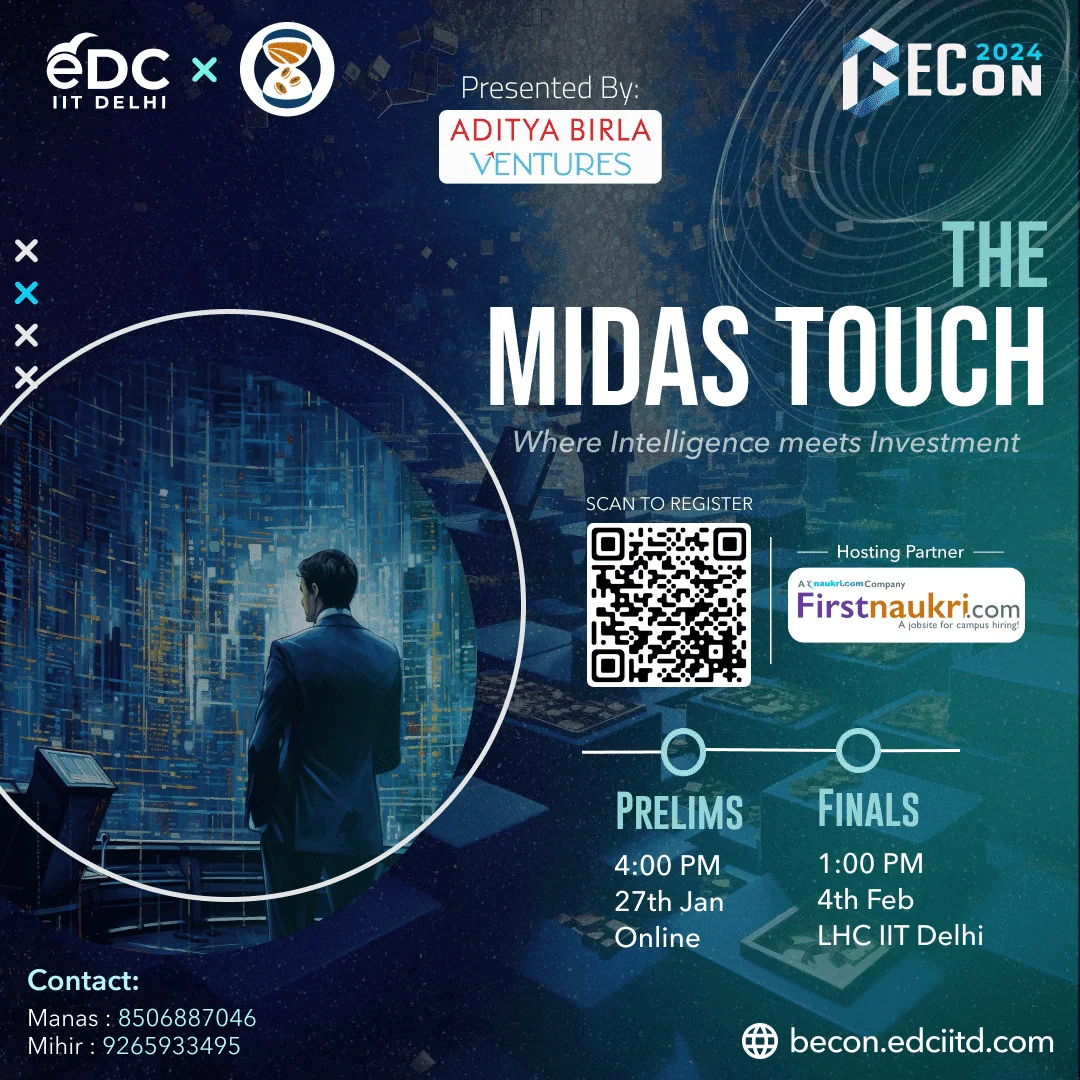 eDC
IIT DELHI
BECON 2024
Presented By:
ADITYA BIRLA
VENTURES
THE
MIDAS TOUCH
Where Intelligence meets Investment
SCAN TO REGISTER
Hosting Partner
A naukri.com Company
Firstnaukri.com
A jobsite for campus hiring!
PRELIMS
4:00 PM
27th Jan
Online
FINALS
1:00 PM
4th Feb
LHC IIT Delhi
Contact:
Manas : 8506887046
Mihir : 9265933495
becon.edciitd.com